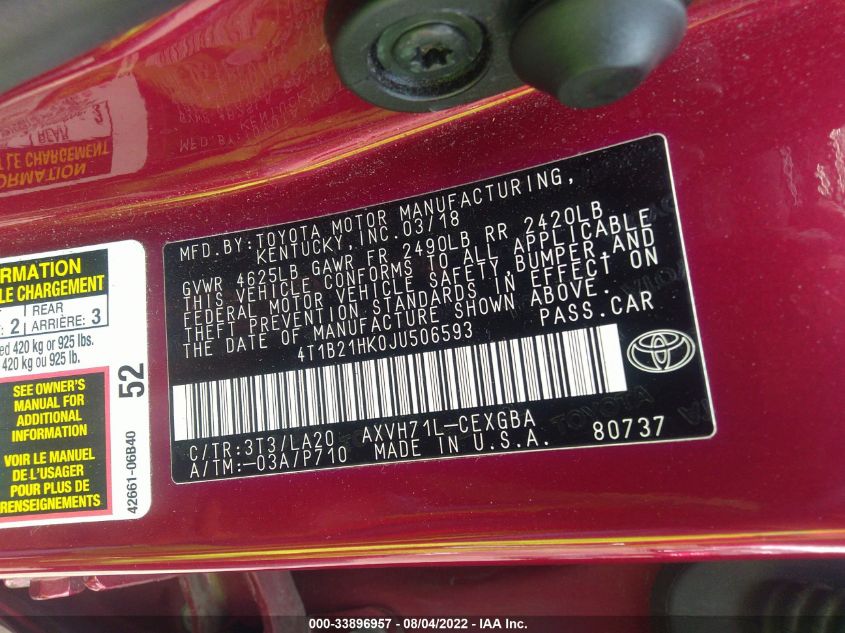 MFD.BY:TOYOTA MOTOR MANUFACTURING,
KENTUCKY,INC.03/18
GVWR 4625LB GAWR FR 2490LB RR 2420LB
THIS VEHICLE CONFORMS TO ALL APPLICABLE
FEDERAL MOTOR VEHICLE SAFETY,BUMPER,AND
THEFT PREVENTION STANDARDS IN EFFECT ON
THE DATE OF MANUFACTURE SHOWN ABOVE.
4T1B21HK0JU506593 PASS.CAR
C/TR:3T3/LA20 AXVH71L-CEXGBA
A/TM:-03A/P710 MADE IN U.S.A. 80737
RMATION
LE CHARGEMENT
2 REAR
ARRIÈRE: 3
ed 420 kg or 925 lbs.
420 kg ou 925 lb.
SEE OWNER'S
MANUAL FOR
ADDITIONAL
INFORMATION
VOIR LE MANUEL
DE L'USAGER
POUR PLUS DE
RENSEIGNEMENTS
52
42661-06B40
000-33896957 - 08/04/2022 - IAA Inc.